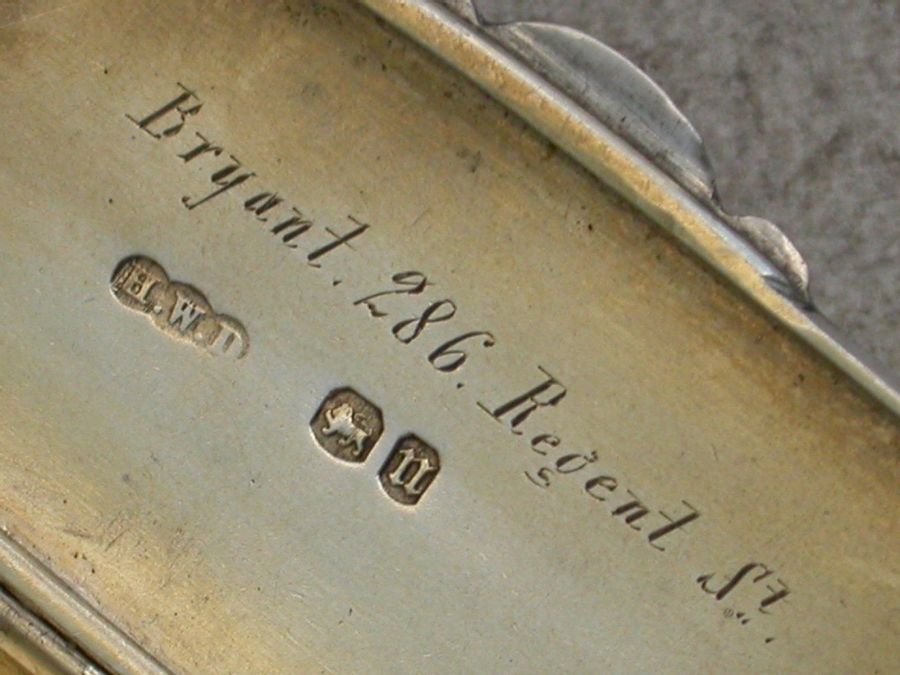 Bryant. 286. Regent St.
H.W.D
n